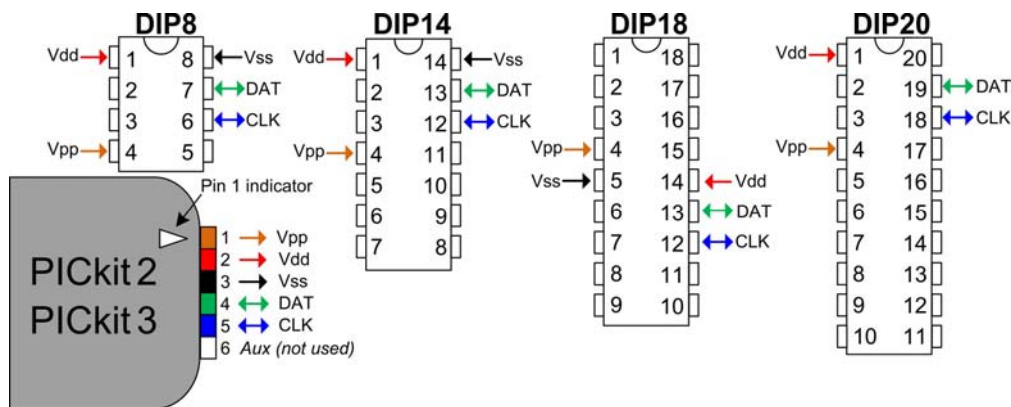 DIP8
DIP14
DIP18
DIP20
Vdd 1 8 Vss
2 7 DAT
3 6 CLK
Vpp 4 5
Vdd 1 14 Vss
2 13 DAT
3 12 CLK
Vpp 4 11
5 10
6 9
7 8
1 18
2 17
3 16
Vpp 4 15
Vss 5 14 Vdd
6 13 DAT
7 12 CLK
8 11
9 10
Vdd 1 20
2 19 DAT
3 18 CLK
Vpp 4 17
5 16
6 15
7 14
8 13
9 12
10 11
Pin 1 indicator
PICkit 2
PICkit 3
1 Vpp
2 Vdd
3 Vss
4 DAT
5 CLK
6 Aux (not used)